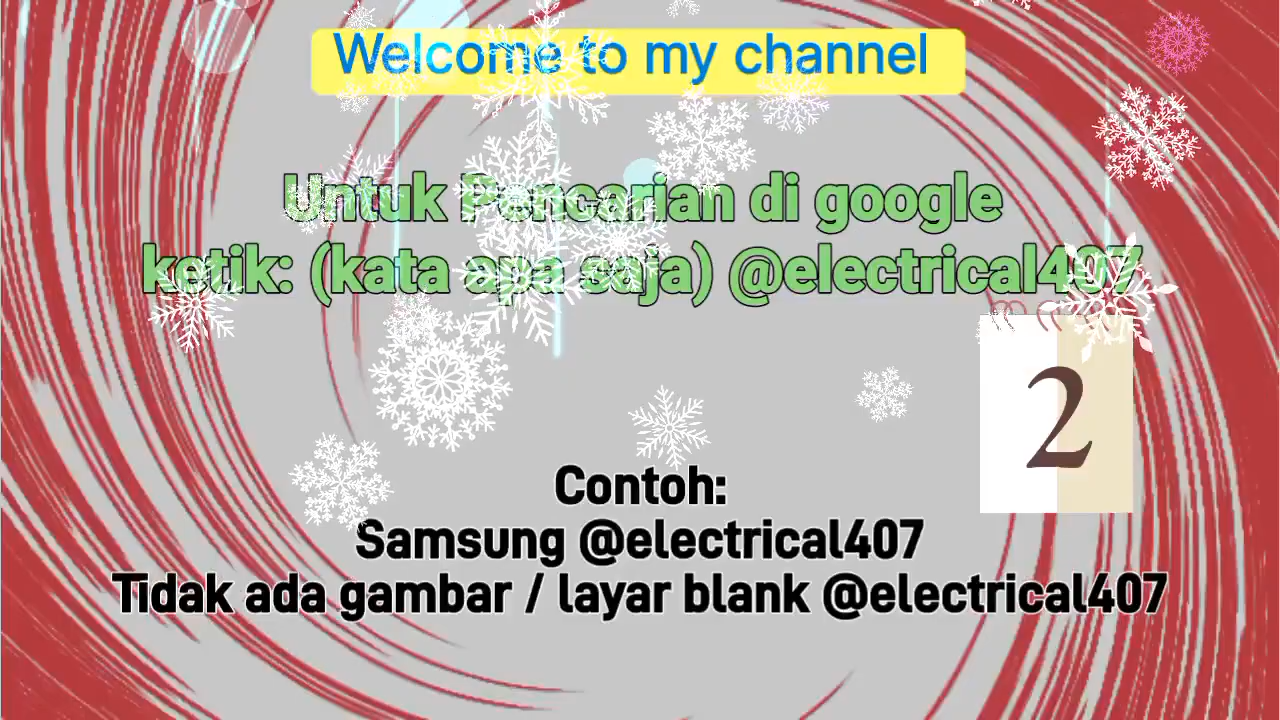 Welcome to my channel
Untuk Pencarian di google
ketik: (kata apa saja) @electrical407
2
Contoh:
Samsung @electrical407
Tidak ada gambar / layar blank @electrical407